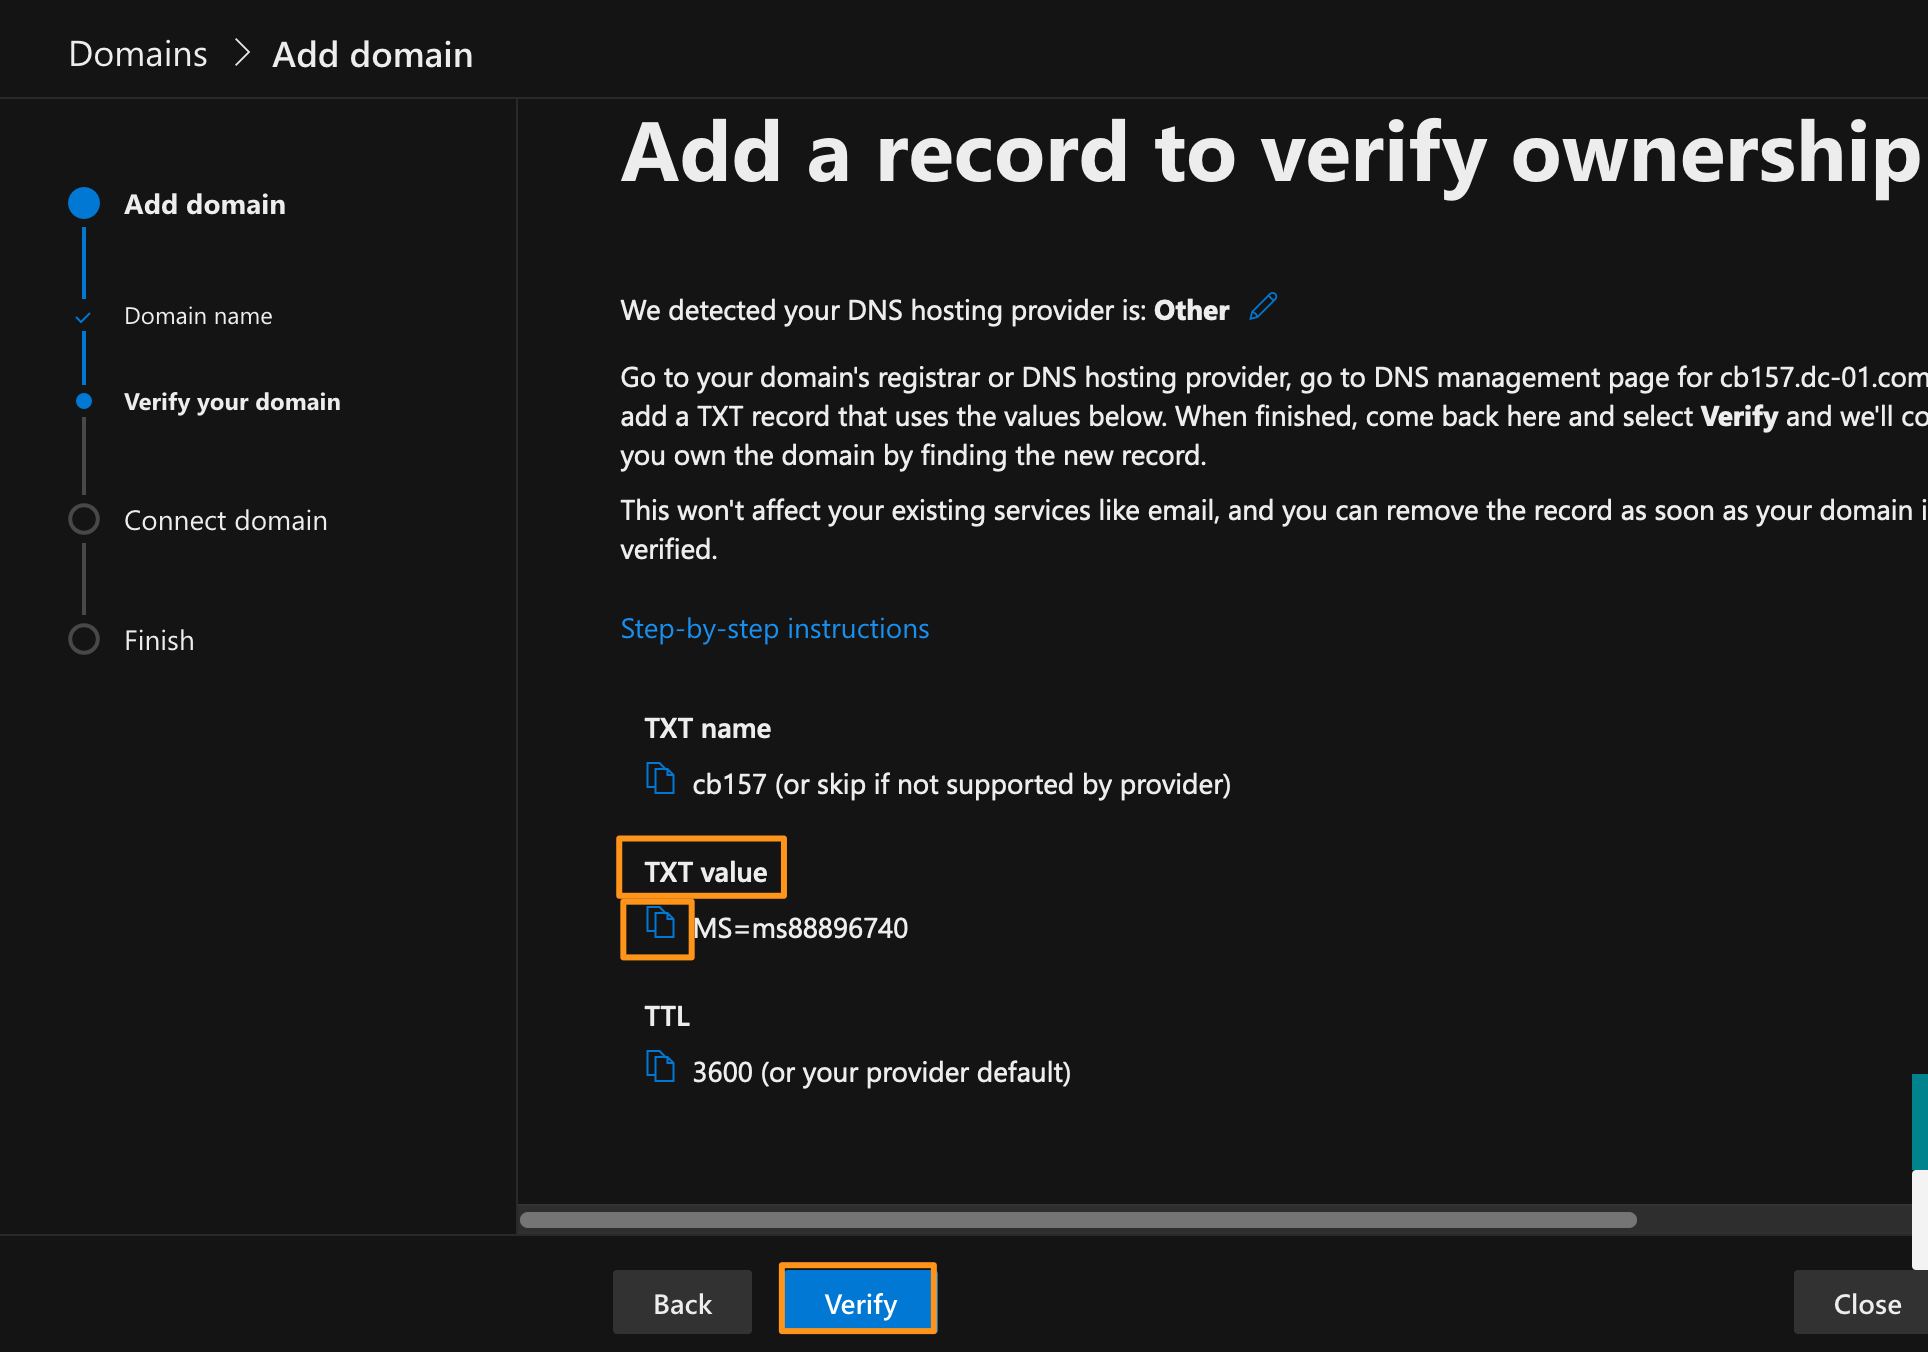 Domains > Add domain
Add domain
Domain name
Verify your domain
Connect domain
Finish
Add a record to verify ownership
We detected your DNS hosting provider is: Other
Go to your domain's registrar or DNS hosting provider, go to DNS management page for cb157.dc-01.com
add a TXT record that uses the values below. When finished, come back here and select Verify and we'll co
you own the domain by finding the new record.
This won't affect your existing services like email, and you can remove the record as soon as your domain i
verified.
Step-by-step instructions
TXT name
cb157 (or skip if not supported by provider)
TXT value
MS=ms88896740
TTL
3600 (or your provider default)
Back
Verify
Close